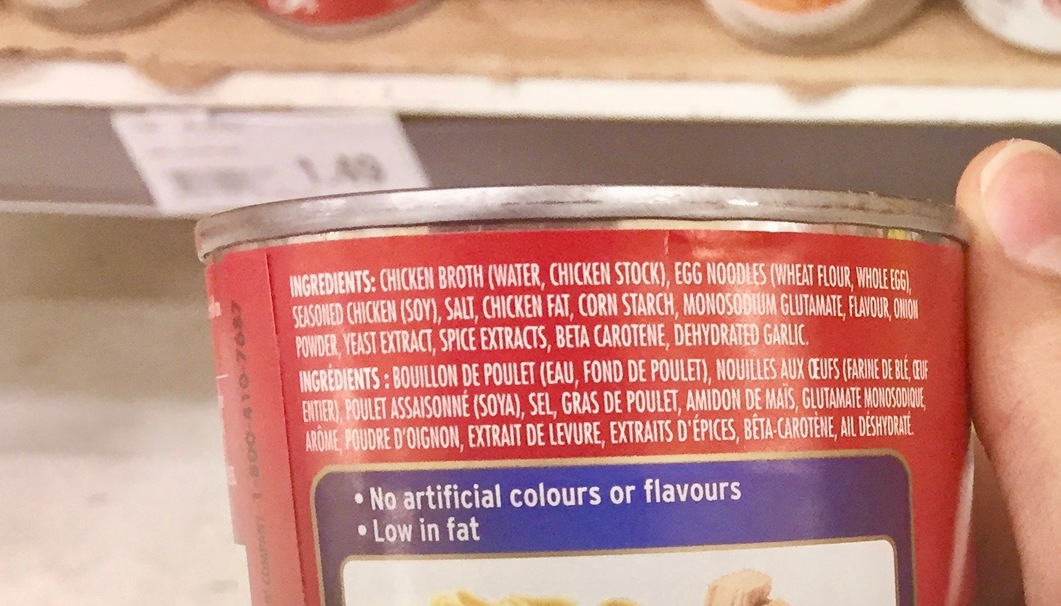 1.49
INGREDIENTS: CHICKEN BROTH (WATER, CHICKEN STOCK), EGG NOODLES (WHEAT FLOUR, WHOLE EGG),
SEASONED CHICKEN (SOY), SALT, CHICKEN FAT, CORN STARCH, MONOSODIUM GLUTAMATE, FLAVOUR, ONION
POWDER, YEAST EXTRACT, SPICE EXTRACTS, BETA CAROTENE, DEHYDRATED GARLIC.
INGRÉDIENTS : BOUILLON DE POULET (EAU, FOND DE POULET), NOUILLES AUX ŒUFS (FARINE DE BLÉ, ŒUF
ENTIER), POULET ASSAISONNÉ (SOYA), SEL, GRAS DE POULET, AMIDON DE MAÏS, GLUTAMATE MONOSODIQUE,
ARÔME, POUDRE D'OIGNON, EXTRAIT DE LEVURE, EXTRAITS D'ÉPICES, BÊTA-CAROTÈNE, AIL DÉSHYDRATÉ.
• No artificial colours or flavours
• Low in fat
1-800-410-7687